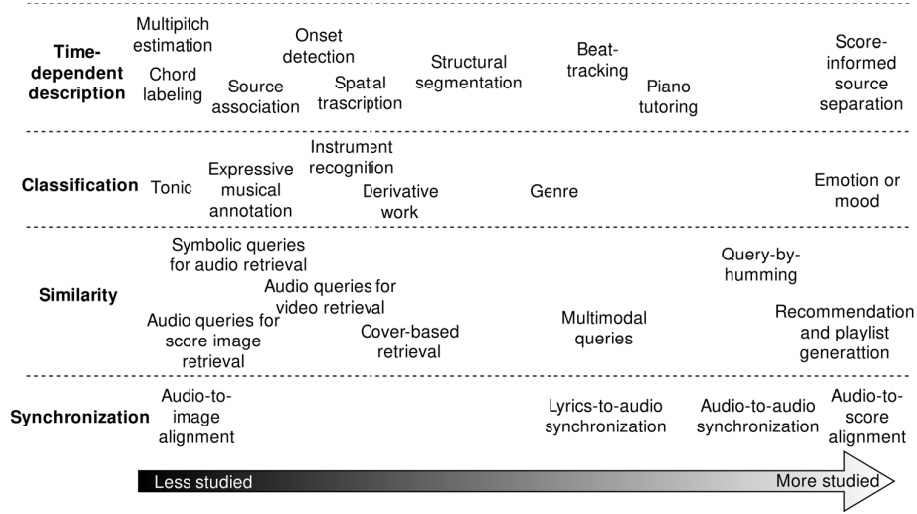 Time-
dependent
description
Multipitch
estimation
Chord
labeling
Source
association
Onset
detection
Spatal
trascription
Structural
segmentation
Beat-
tracking
Piano
tutoring
Score-
informed
source
separation
Classification
Tonic
Expressive
musical
annotation
Instrument
recognition
Derivative
work
Genre
Emotion or
mood
Similarity
Symbolic queries
for audio retrieval
Audio queries for
video retrieval
Audio queries for
score image
retrieval
Cover-based
retrieval
Multimodal
queries
Query-by-
humming
Recommendation
and playlist
generattion
Synchronization
Audio-to-
image
alignment
Lyrics-to-audio
synchronization
Audio-to-audio
synchronization
Audio-to-
score
alignment
Less studied
More studied